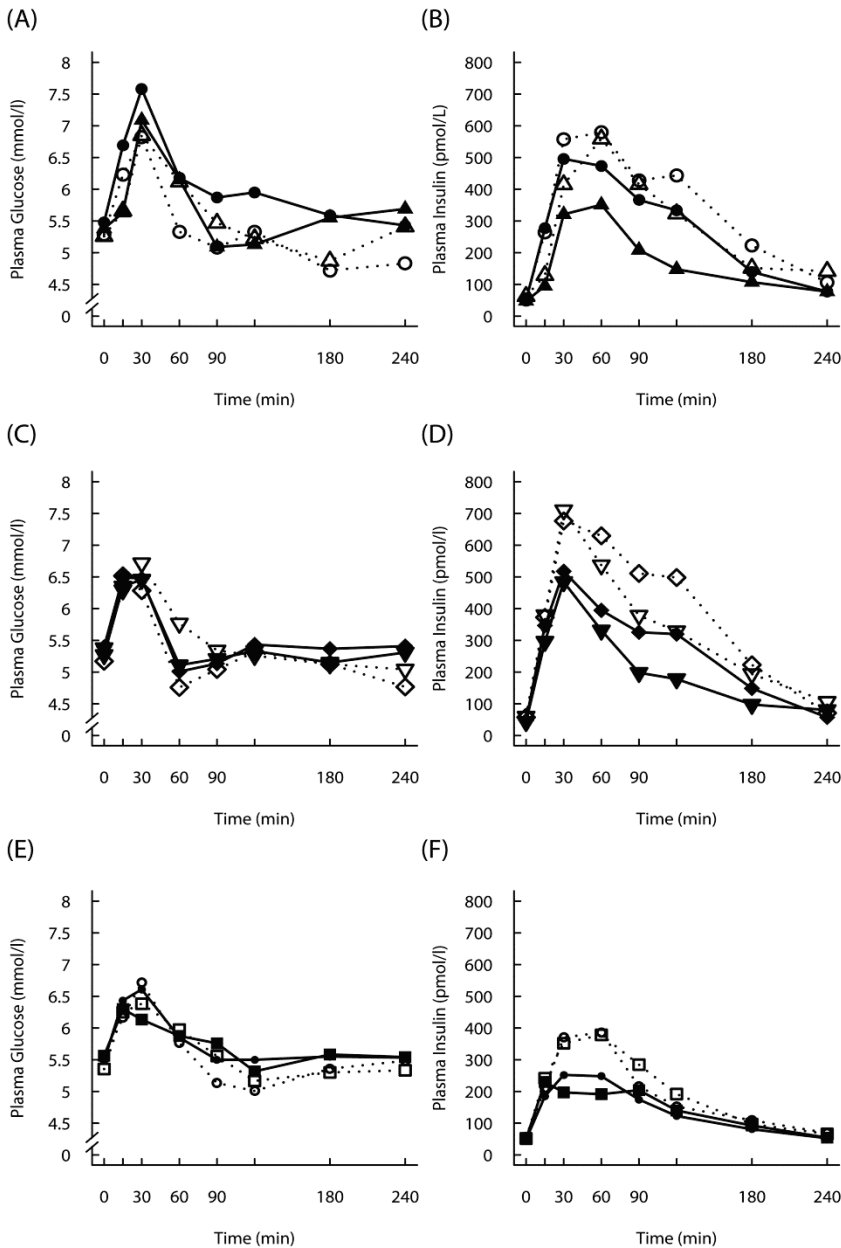 (A)
(B)
8
7.5
7
6.5
6
5.5
5
4.5
0
Plasma Glucose (mmol/l)
0 30 60 90 180 240
Time (min)
800
700
600
500
400
300
200
100
0
Plasma Insulin (pmol/L)
0 30 60 90 180 240
Time (min)
(C)
(D)
8
7.5
7
6.5
6
5.5
5
4.5
0
Plasma Glucose (mmol/l)
0 30 60 90 180 240
Time (min)
800
700
600
500
400
300
200
100
0
Plasma Insulin (pmol/l)
0 30 60 90 180 240
Time (min)
(E)
(F)
8
7.5
7
6.5
6
5.5
5
4.5
0
Plasma Glucose (mmol/l)
0 30 60 90 180 240
Time (min)
800
700
600
500
400
300
200
100
0
Plasma Insulin (pmol/l)
0 30 60 90 180 240
Time (min)